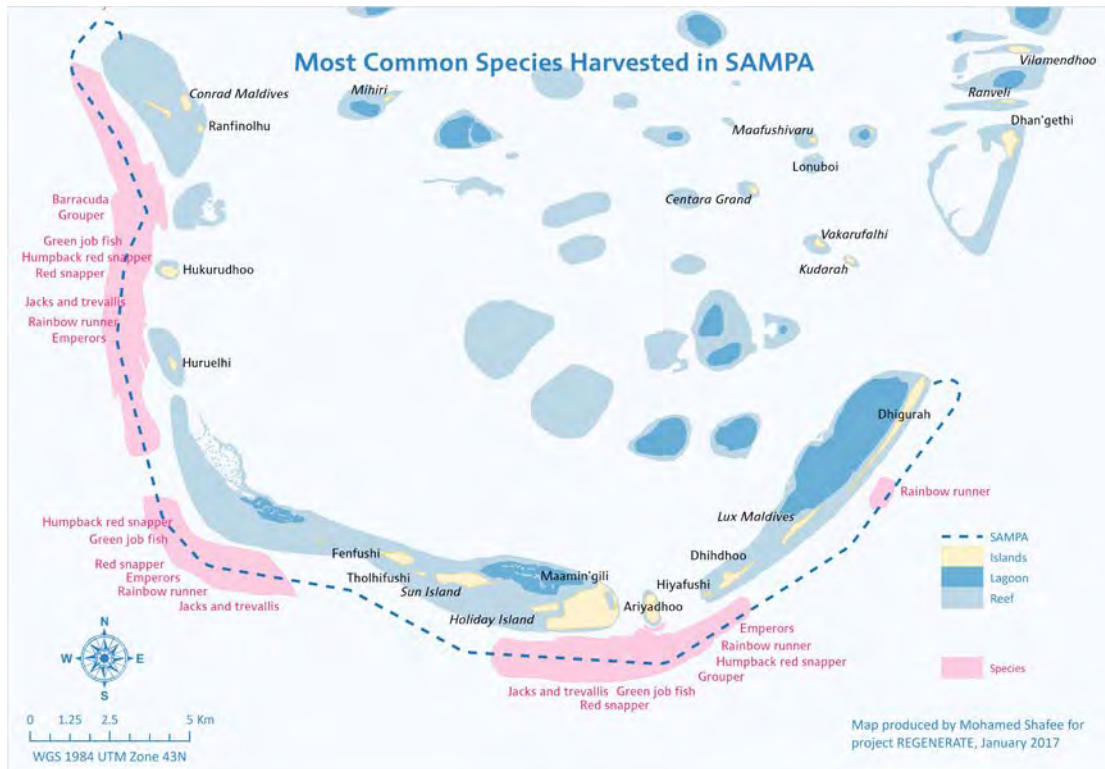 Most Common Species Harvested in SAMPA
Vilamendhoo
Conrad Maldives
Mihiri
Ranveli
Ranfinolhu
Maafushivaru
Dhan'gethi
Lonuboi
Barracuda
Grouper
Centara Grand
Green job fish
Humpback red snapper
Red snapper
Hukurudhoo
Vakarufalhi
Kudarah
Jacks and trevallis
Rainbow runner
Emperors
Huruelhi
Dhigurah
Rainbow runner
Lux Maldives
Humpback red snapper
Green job fish
Red snapper
Emperors
Rainbow runner
Jacks and trevallis
Fenfushi
Tholhifushi
Sun Island
Maamin'gili
Holiday Island
Ariyadhoo
Hiyafushi
Dhihdhoo
SAMPA
Islands
Lagoon
Reef
Species
Emperors
Rainbow runner
Humpback red snapper
Grouper
Jacks and trevallis Green job fish
Red snapper
N
W E
S
0 1.25 2.5 5 Km
WGS 1984 UTM Zone 43N
Map produced by Mohamed Shafee for
project REGENERATE, January 2017